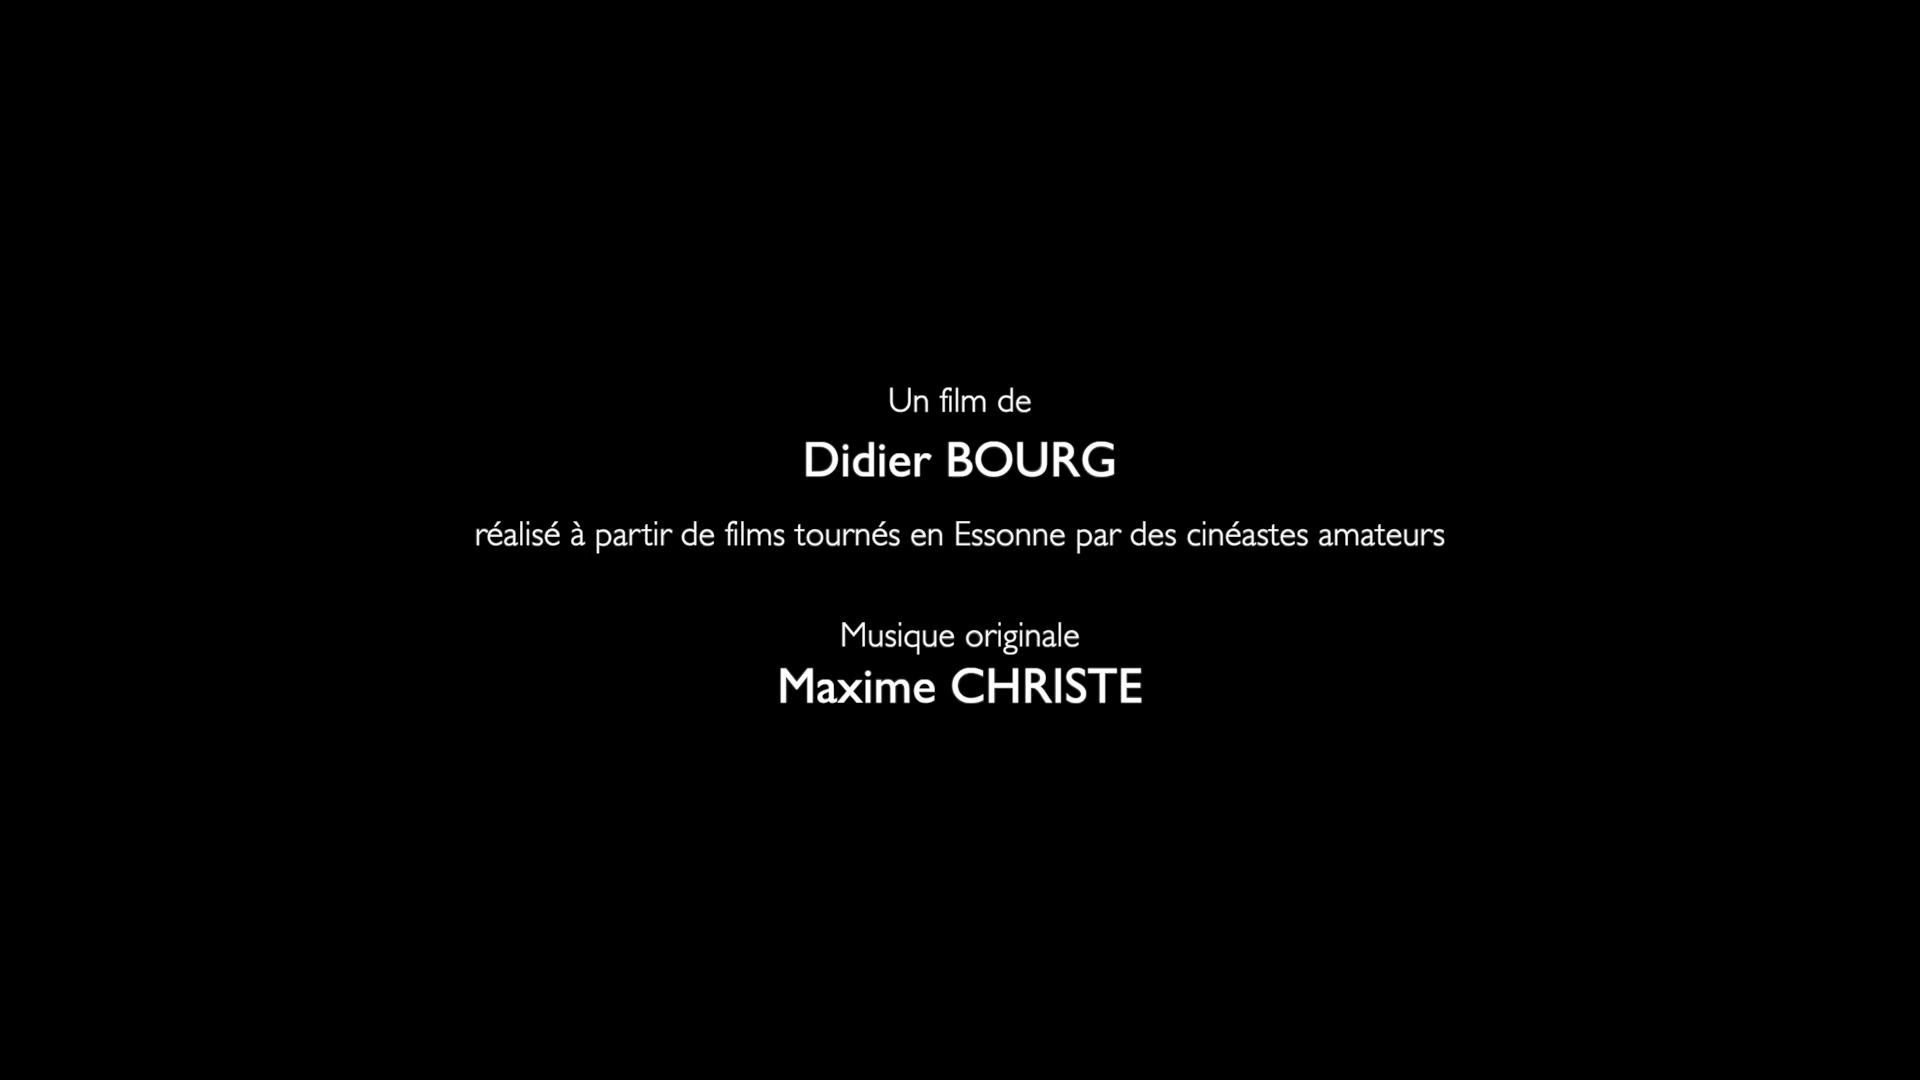 Un film de
Didier BOURG
réalisé à partir de films tournés en Essonne par des cinéastes amateurs
Musique originale
Maxime CHRISTE